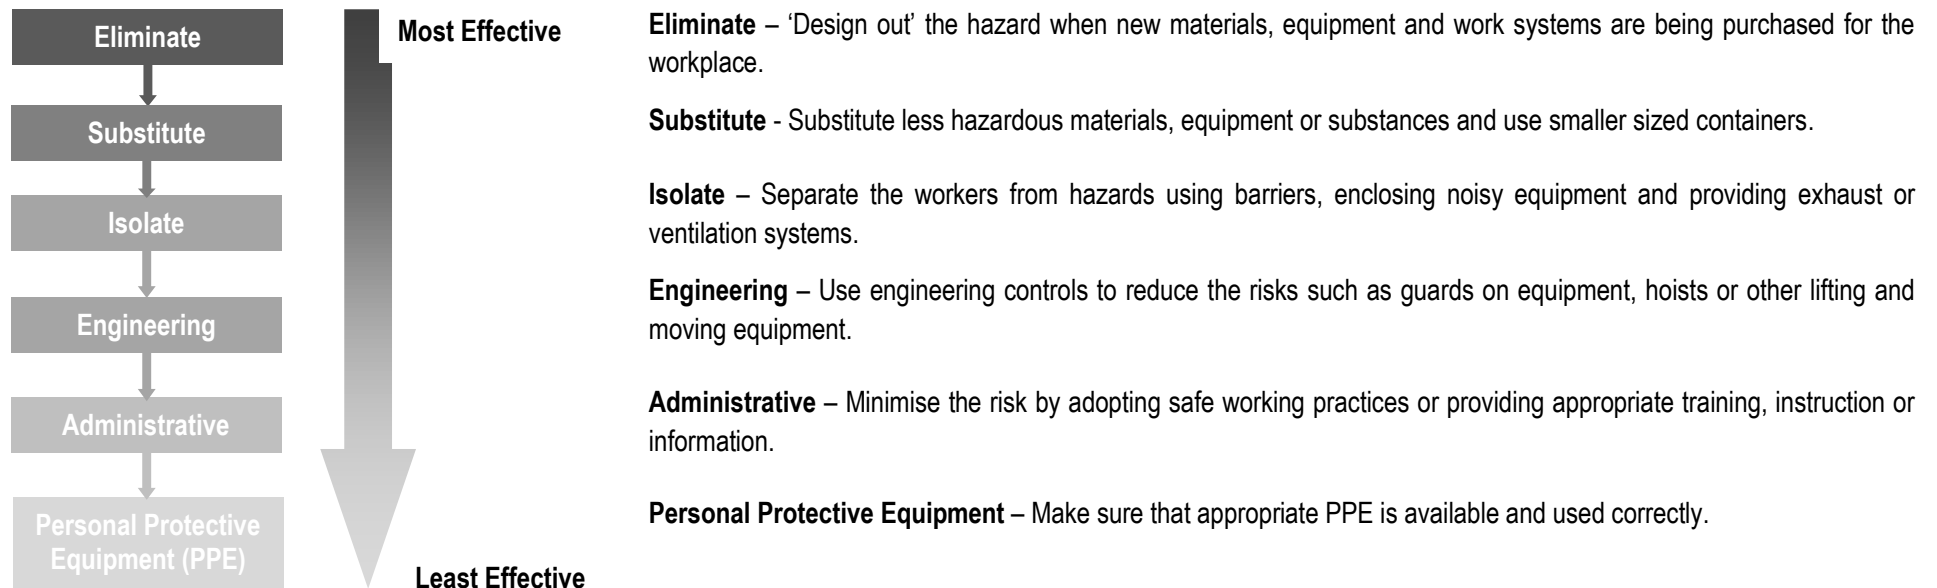 Eliminate
Substitute
Isolate
Engineering
Administrative
Personal Protective
Equipment (PPE)
Most Effective
Least Effective
Eliminate – ‘Design out’ the hazard when new materials, equipment and work systems are being purchased for the
workplace.
Substitute - Substitute less hazardous materials, equipment or substances and use smaller sized containers.
Isolate – Separate the workers from hazards using barriers, enclosing noisy equipment and providing exhaust or
ventilation systems.
Engineering – Use engineering controls to reduce the risks such as guards on equipment, hoists or other lifting and
moving equipment.
Administrative – Minimise the risk by adopting safe working practices or providing appropriate training, instruction or
information.
Personal Protective Equipment – Make sure that appropriate PPE is available and used correctly.